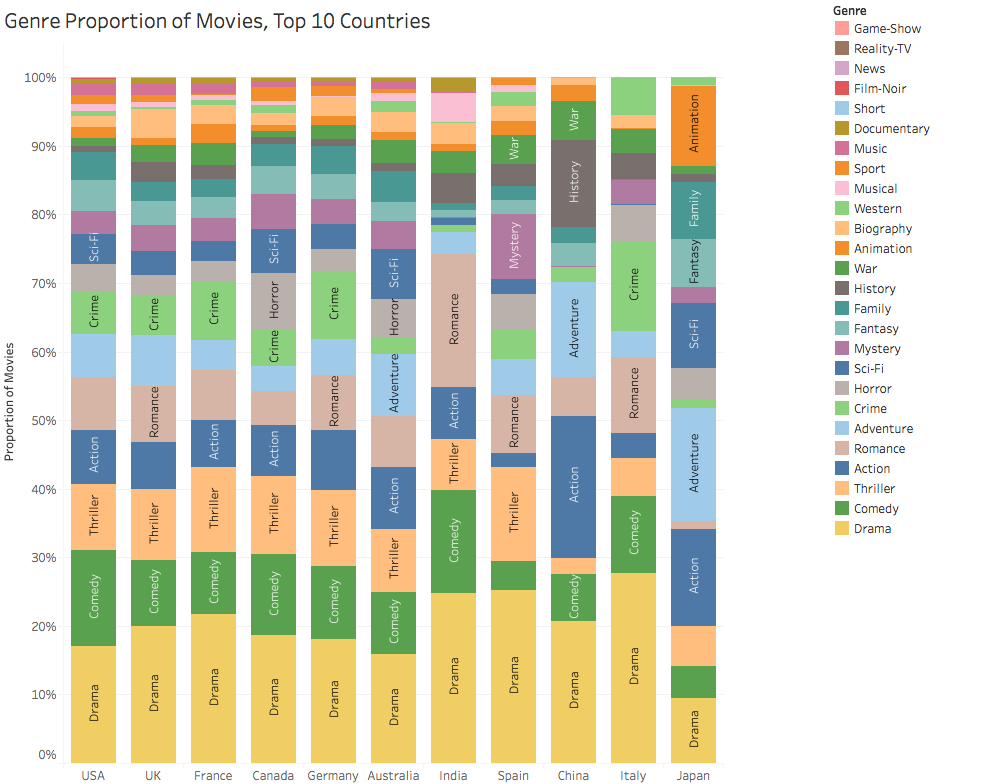 Genre Proportion of Movies, Top 10 Countries
Proportion of Movies
100%
90%
80%
70%
60%
50%
40%
30%
20%
10%
0%
Sci-Fi
Crime
Action
Thriller
Comedy
Drama
USA
Crime
Romance
Thriller
Comedy
Drama
UK
Crime
Action
Thriller
Comedy
Drama
France
Sci-Fi
Horror
Crime
Action
Thriller
Comedy
Drama
Canada
Crime
Romance
Thriller
Comedy
Drama
Germany
Sci-Fi
Horror
Adventure
Action
Thriller
Comedy
Drama
Australia
Romance
Action
Thriller
Comedy
Drama
India
War
Mystery
Romance
Thriller
Drama
Spain
War
History
Adventure
Action
Comedy
Drama
China
Crime
Romance
Comedy
Drama
Italy
Animation
Family
Fantasy
Sci-Fi
Adventure
Action
Drama
Japan
Genre
Game-Show
Reality-TV
News
Film-Noir
Short
Documentary
Music
Sport
Musical
Western
Biography
Animation
War
History
Family
Fantasy
Mystery
Sci-Fi
Horror
Crime
Adventure
Romance
Action
Thriller
Comedy
Drama